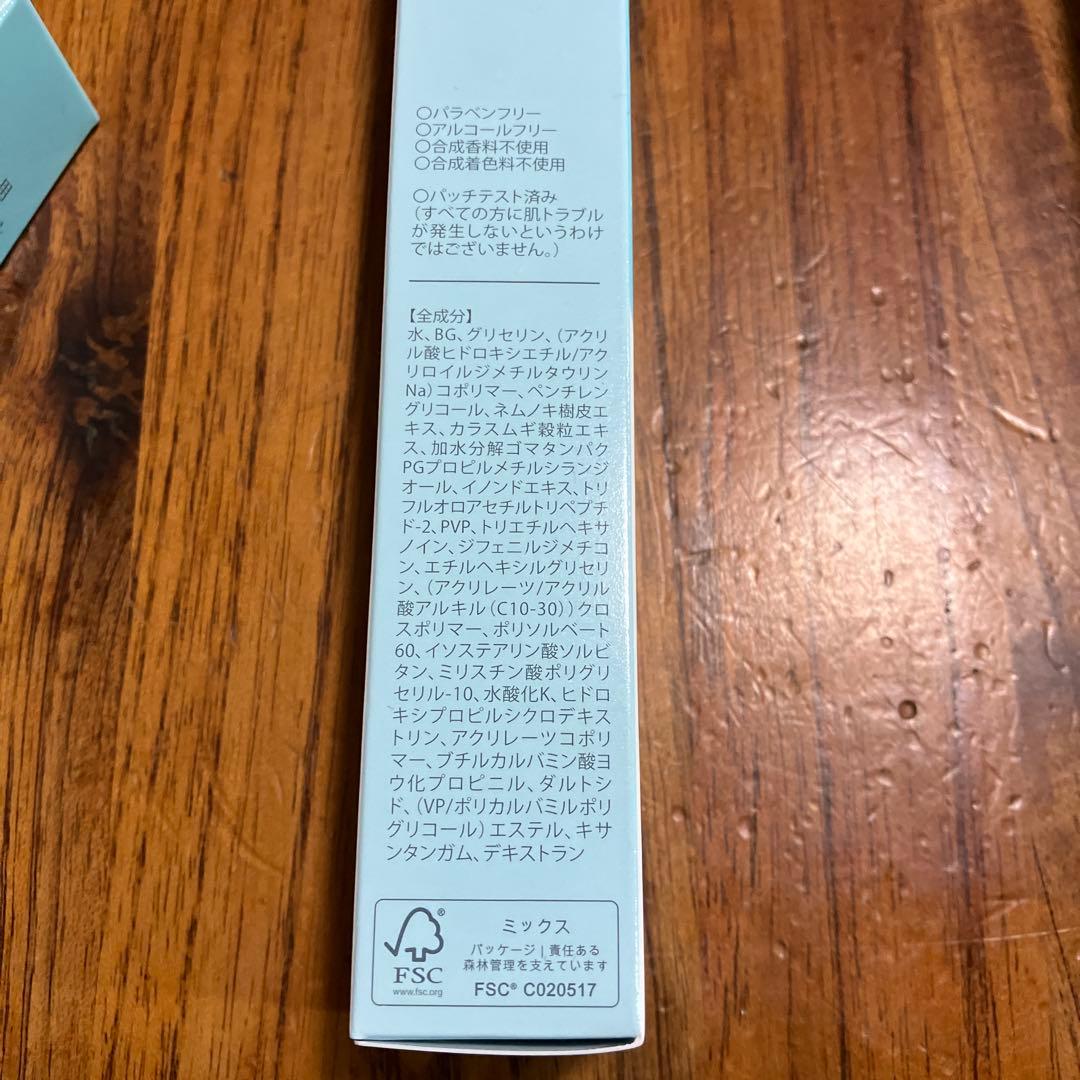 〇パラベンフリー
〇アルコールフリー
〇合成香料不使用
〇合成着色料不使用
〇パッチテスト済み
（すべての方に肌トラブル
が発生しないというわけ
ではございません。）
【全成分】
水、BG、グリセリン、（アクリ
ル酸ヒドロキシエチル/アク
リロイルジメチルタウリン
Na）コポリマー、ペンチレン
グリコール、ネムノキ樹皮エ
キス、カラスムギ穀粒エキ
ス、加水分解ゴマタンパク
PGプロピルメチルシランジ
オール、イノンドエキス、トリ
フルオロアセチルトリペプチ
ド-2、PVP、トリエチルヘキサ
ノイン、ジフェニルジメチコ
ン、エチルヘキシルグリセリ
ン、（アクリレーツ/アクリル
酸アルキル（C10-30））クロ
スポリマー、ポリソルベート
60、イソステアリン酸ソルビ
タン、ミリスチン酸ポリグリ
セリル-10、水酸化K、ヒドロ
キシプロピルシクロデキス
トリン、アクリレーツコポリ
マー、ブチルカルバミン酸ヨ
ウ化プロピニル、ダルトシ
ド、（VP/ポリカルバミルポリ
グリコール）エステル、キサ
ンタンガム、デキストラン
FSC
www.fsc.org
ミックス
パッケージ | 責任ある
森林管理を支えています
FSC® C020517